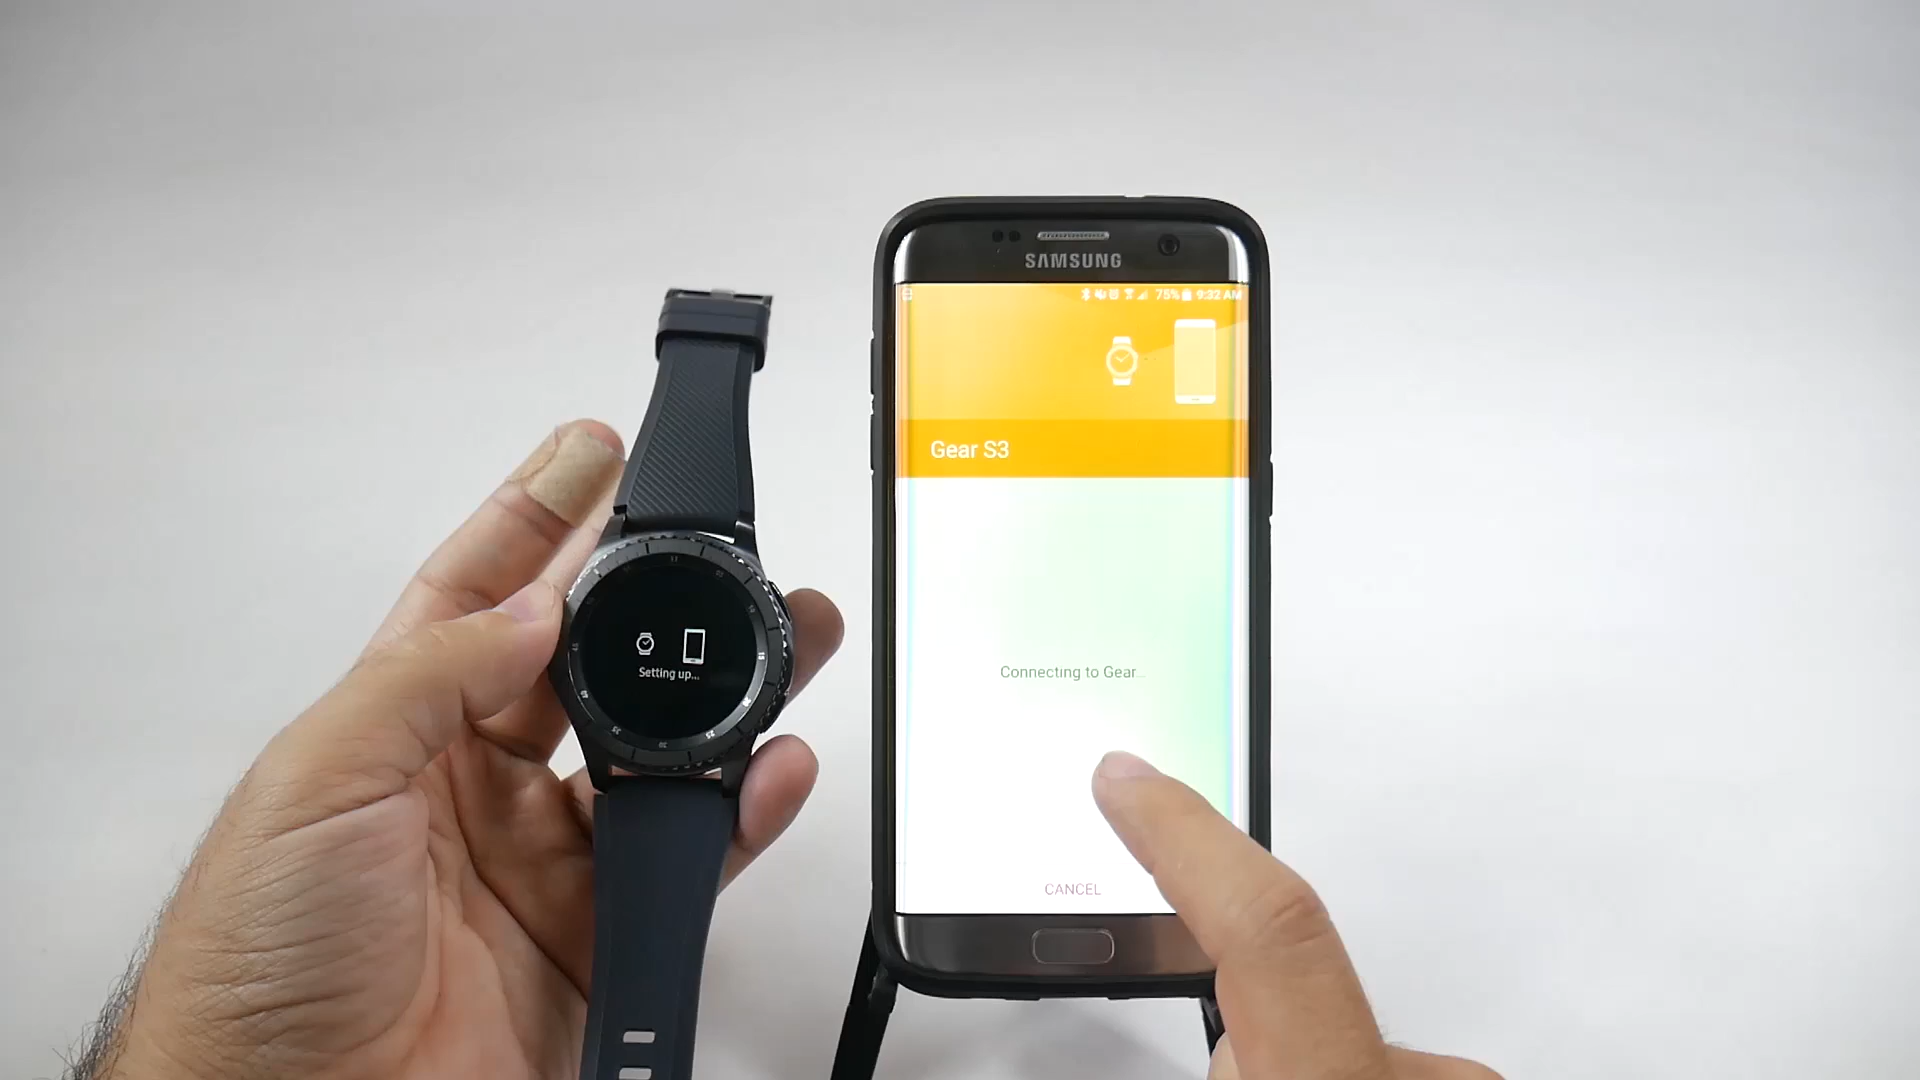 SAMSUNG
75% 9:32 AM
Gear S3
Setting up...
Connecting to Gear...
CANCEL